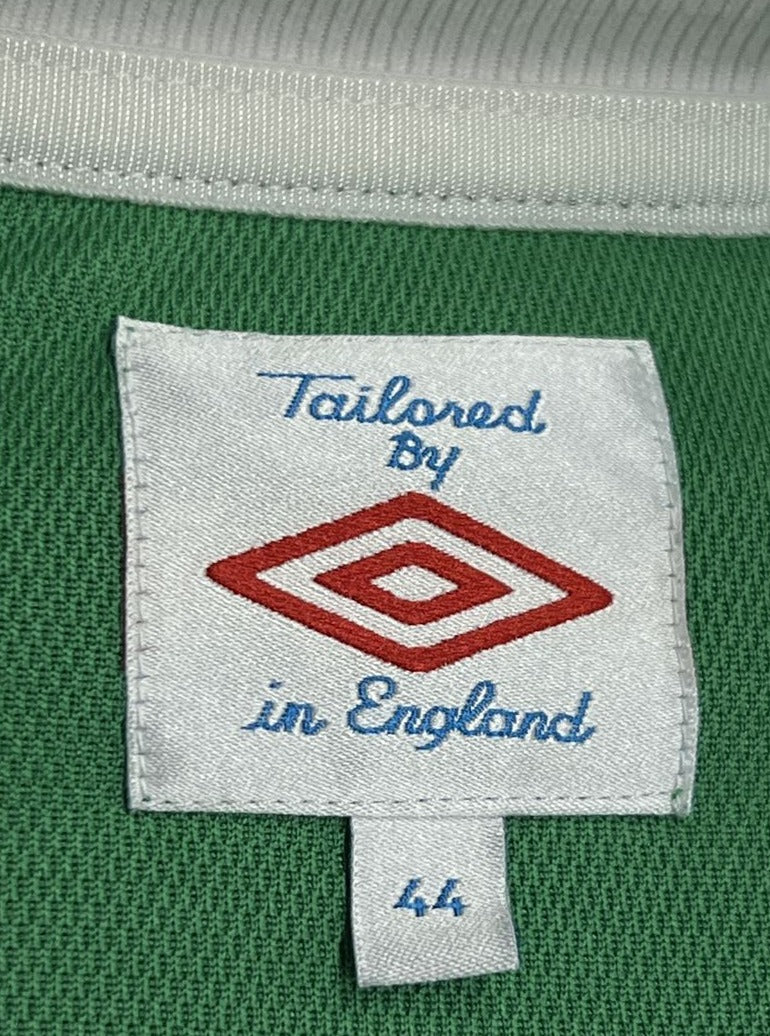 Tailored
By
in England
44